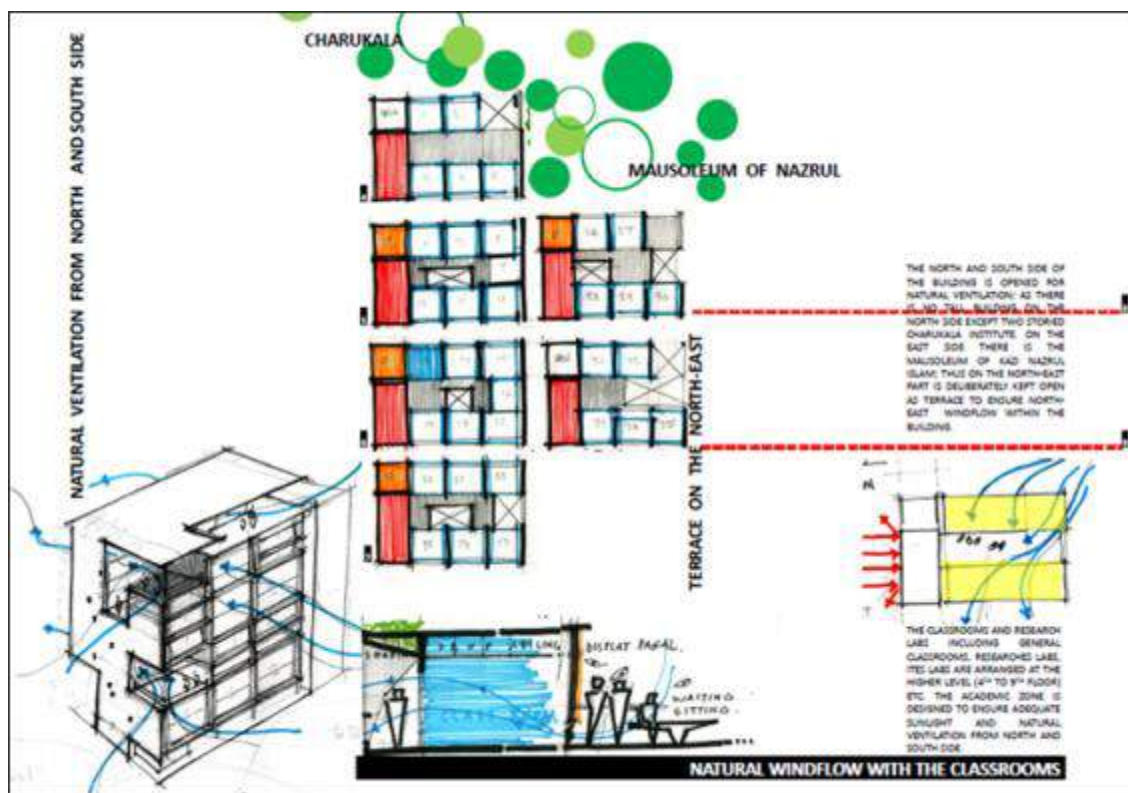 CHARUKALA
MAUSOLEUM OF NAZRUL
NATURAL VENTILATION FROM NORTH AND SOUTH SIDE
THE NORTH AND SOUTH SIDE OF
THE BUILDING IS OPENED FOR
NATURAL VENTILATION; AS THERE
IS NO TALL BUILDING ON THE
NORTH SIDE EXCEPT TWO STORIED
CHARUKALA INSTITUTE. ON THE
EAST SIDE THERE IS THE
MAUSOLEUM OF KAZI NAZRUL
ISLAM; THUS ON THE NORTH-EAST
PART IS DELIBERATELY KEPT OPEN
AS TERRACE TO ENSURE NORTH-
EAST WINDFLOW WITHIN THE
BUILDING.
TERRACE ON THE NORTH-EAST
DISPLAY PANAL.
WAITING
SITTING.
CLASS
THE CLASSROOMS AND RESEARCH
LABS INCLUDING GENERAL
CLASSROOMS, RESEARCHES LABS,
ITES LABS ARE ARRANGED AT THE
HIGHER LEVEL (4TH TO 9TH FLOOR)
ETC. THE ACADEMIC ZONE IS
DESIGNED TO ENSURE ADEQUATE
SUNLIGHT AND NATURAL
VENTILATION FROM NORTH AND
SOUTH SIDE.
NATURAL WINDFLOW WITH THE CLASSROOMS